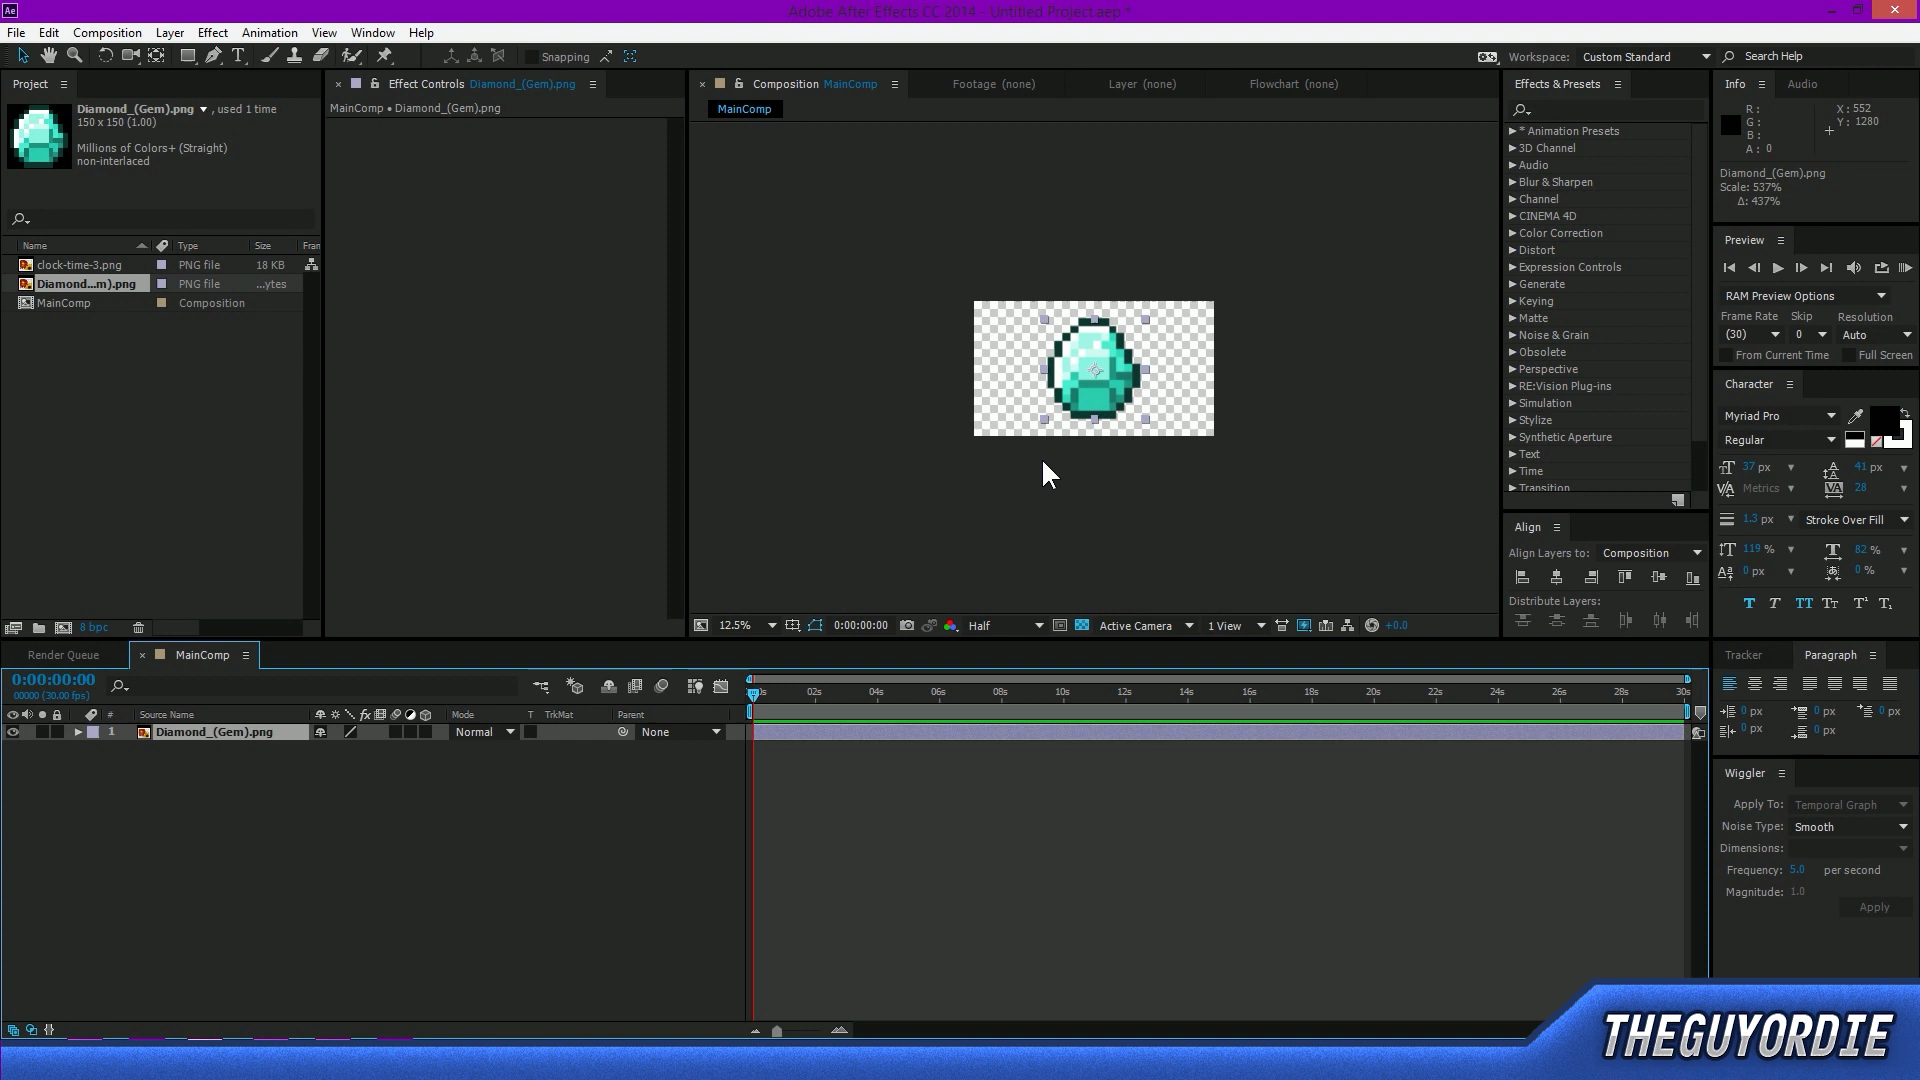 Ae
Adobe After Effects CC 2014 - Untitled Project.aep *
File Edit Composition Layer Effect Animation View Window Help
Snapping
Workspace: Custom Standard
Search Help
Project
Diamond_(Gem).png , used 1 time
150 x 150 (1.00)
Millions of Colors+ (Straight)
non-interlaced
Name Type Size Fran
clock-time-3.png PNG file 18 KB
Diamond...m).png PNG file ...ytes
MainComp Composition
8 bpc
Effect Controls Diamond_(Gem).png
MainComp • Diamond_(Gem).png
Composition MainComp
Footage (none)
Layer (none)
Flowchart (none)
MainComp
12.5% 0:00:00:00 Half Active Camera 1 View +0.0
Effects & Presets
* Animation Presets
3D Channel
Audio
Blur & Sharpen
Channel
CINEMA 4D
Color Correction
Distort
Expression Controls
Generate
Keying
Matte
Noise & Grain
Obsolete
Perspective
RE:Vision Plug-ins
Simulation
Stylize
Synthetic Aperture
Text
Time
Transition
Align
Align Layers to: Composition
Distribute Layers:
Info Audio
R : X : 552
G : Y : 1280
B :
A : 0
Diamond_(Gem).png
Scale: 537%
Δ: 437%
Preview
RAM Preview Options
Frame Rate Skip Resolution
(30) 0 Auto
From Current Time Full Screen
Character
Myriad Pro
Regular
37 px 41 px
Metrics 28
1.3 px Stroke Over Fill
119 % 82 %
0 px 0 %
T T TT Tт T¹ T₁
Tracker Paragraph
0 px 0 px 0 px
0 px 0 px
Wiggler
Apply To: Temporal Graph
Noise Type: Smooth
Dimensions:
Frequency: 5.0 per second
Magnitude: 1.0
Apply
Render Queue MainComp
0:00:00:00
00000 (30.00 fps)
0s 02s 04s 06s 08s 10s 12s 14s 16s 18s 20s 22s 24s 26s 28s 30s
# Source Name Mode T TrkMat Parent
1 Diamond_(Gem).png Normal None
THEGUYORDIE